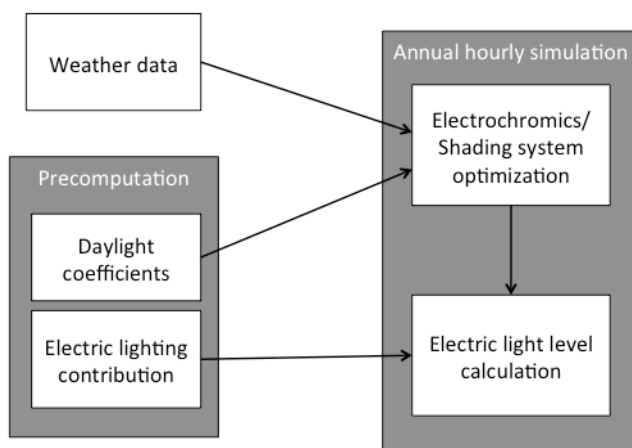 Weather data
Precomputation
Daylight
coefficients
Electric lighting
contribution
Annual hourly simulation
Electrochromics/
Shading system
optimization
Electric light level
calculation